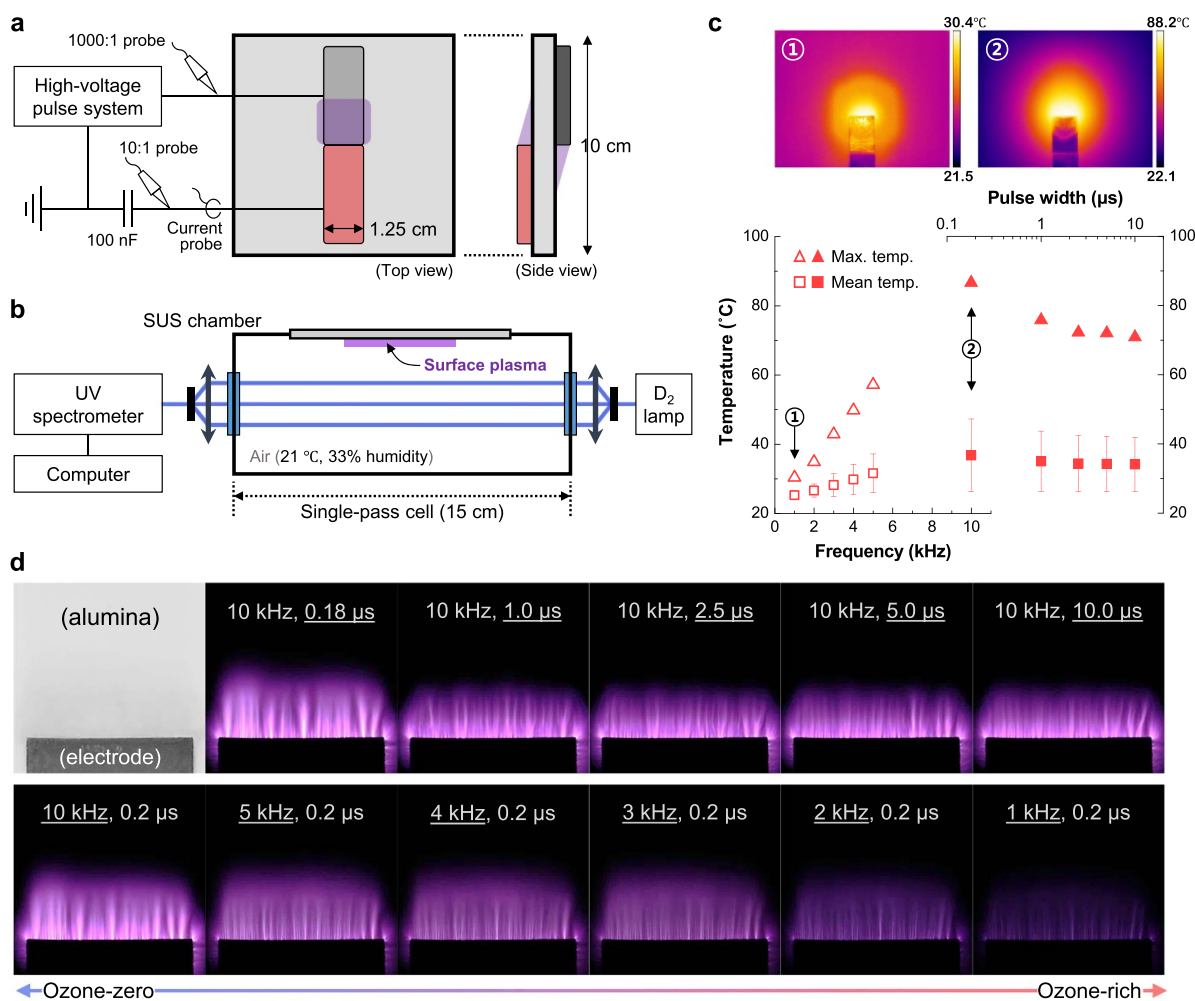 a
1000:1 probe
High-voltage
pulse system
10:1 probe
100 nF
Current
probe
1.25 cm
10 cm
(Top view)
(Side view)
b
SUS chamber
Surface plasma
UV
spectrometer
Computer
D2
lamp
Air (21 ℃, 33% humidity)
Single-pass cell (15 cm)
c
30.4℃
88.2℃
①
②
21.5
22.1
Pulse width (µs)
0.1
1
10
100
80
60
40
20
100
80
60
40
20
Temperature (˚C)
Max. temp.
Mean temp.
①
②
0
2
4
6
8
10
Frequency (kHz)
d
(alumina)
(electrode)
10 kHz, 0.18 µs
10 kHz, 1.0 µs
10 kHz, 2.5 µs
10 kHz, 5.0 µs
10 kHz, 10.0 µs
10 kHz, 0.2 µs
5 kHz, 0.2 µs
4 kHz, 0.2 µs
3 kHz, 0.2 µs
2 kHz, 0.2 µs
1 kHz, 0.2 µs
Ozone-zero
Ozone-rich